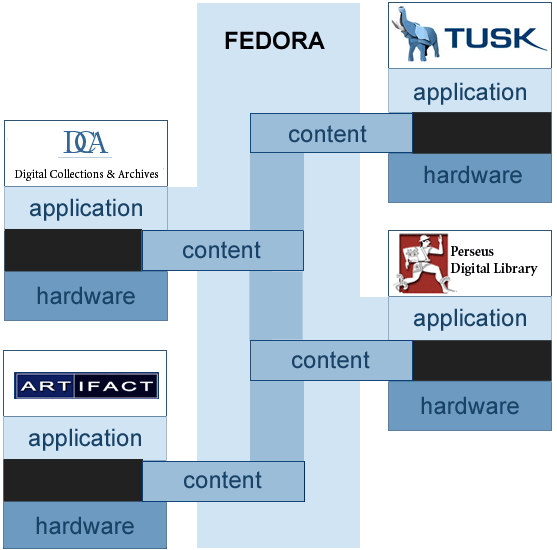 FEDORA
TUSK
application
content
hardware
DCA
Digital Collections & Archives
application
content
hardware
Perseus
Digital Library
application
content
hardware
ARTIFACT
application
content
hardware